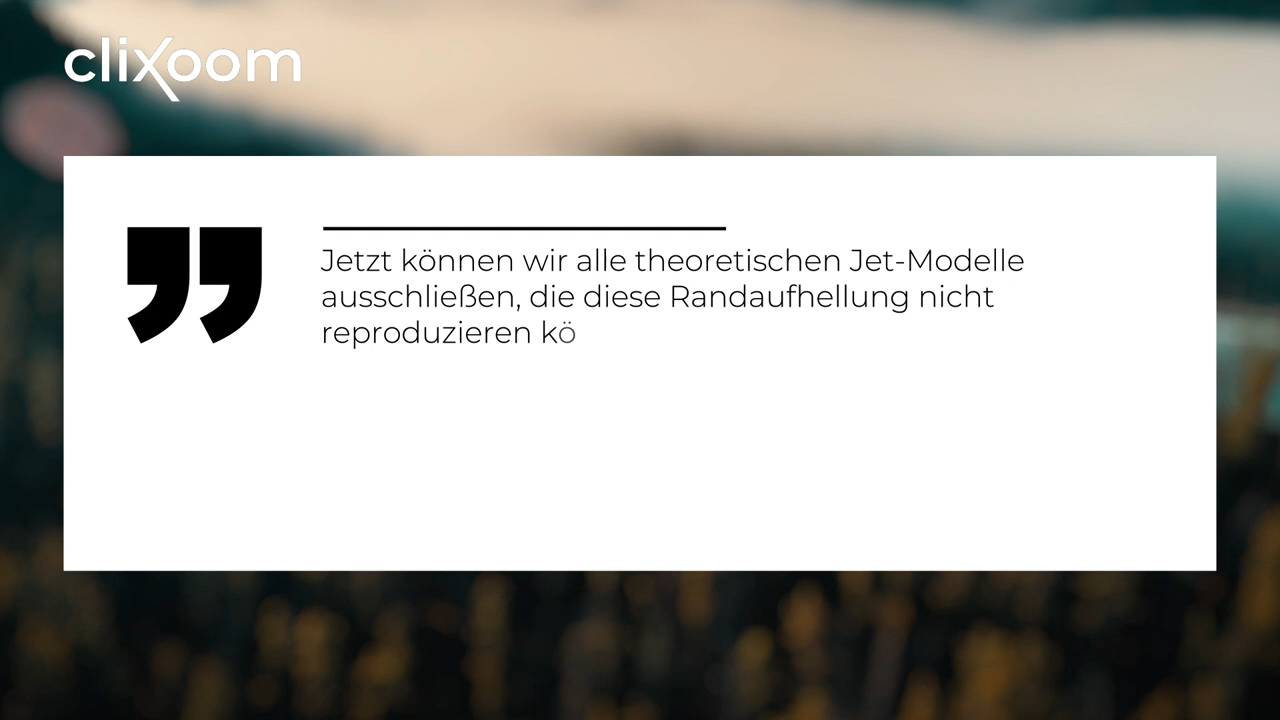 clixoom
Jetzt können wir alle theoretischen Jet-Modelle
ausschließen, die diese Randaufhellung nicht
reproduzieren kö